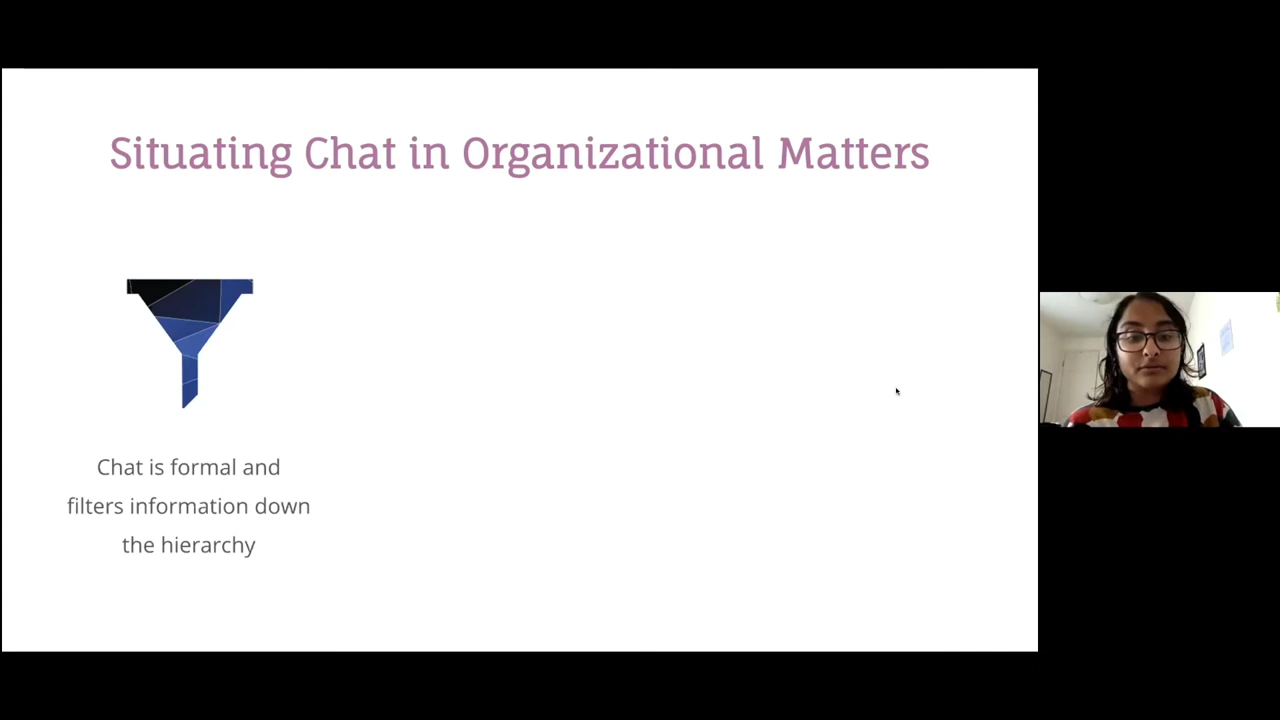 Situating Chat in Organizational Matters
Chat is formal and
filters information down
the hierarchy